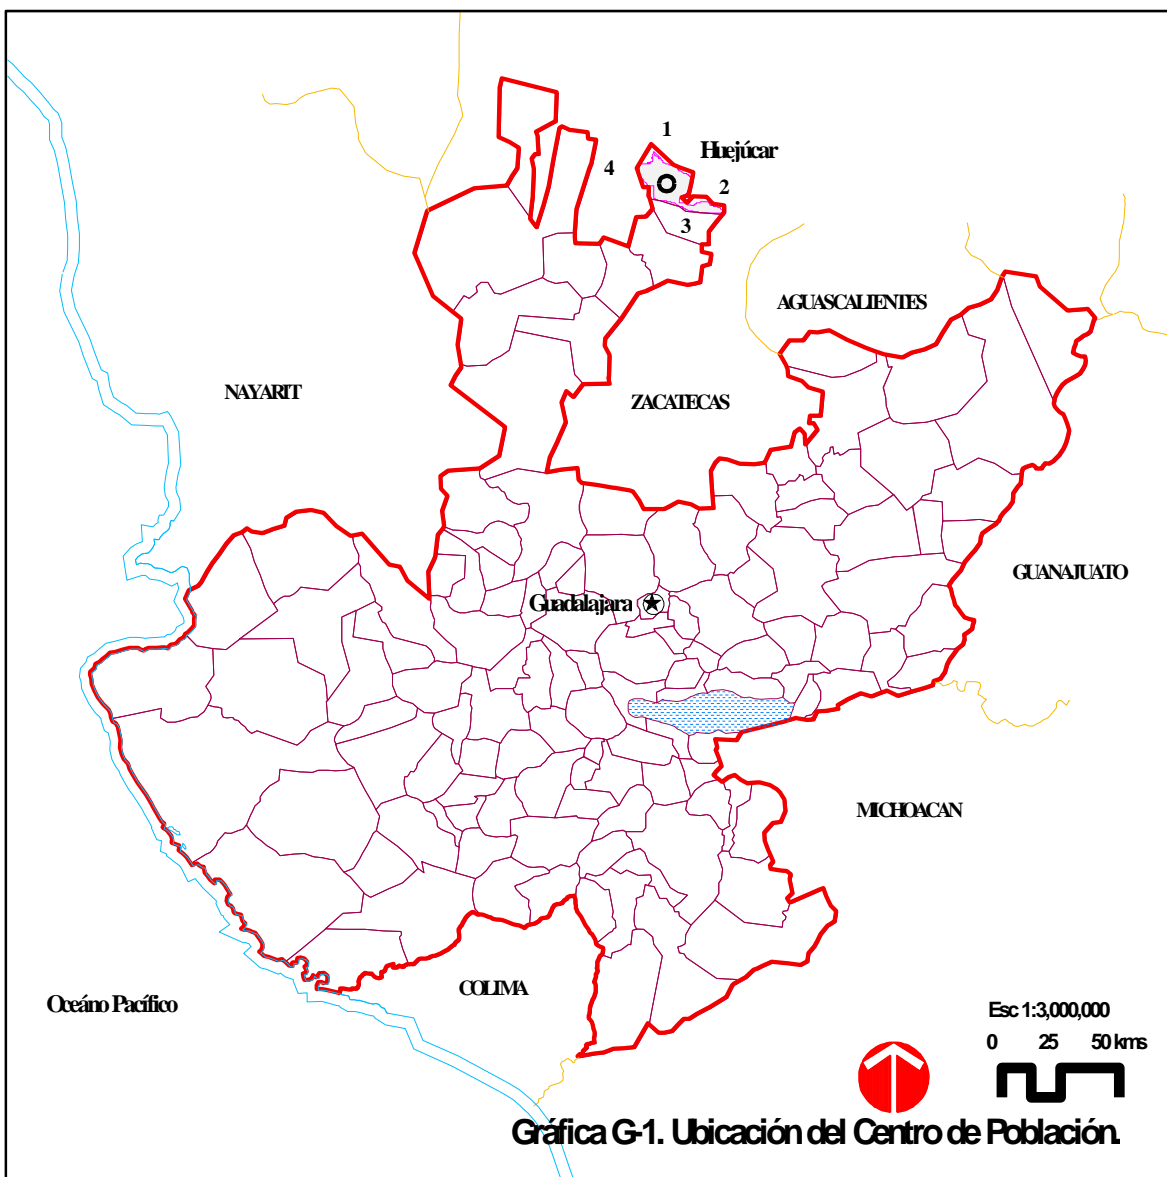 1
Huejúcar
4
2
3
AGUASCALIENTES
NAYARIT
ZACATECAS
GUANAJUATO
Guadalajara
MICHOACAN
COLIMA
Oceáno Pacífico
Esc 1:3,000,000
0 25 50 kms
Gráfica G-1. Ubicación del Centro de Población.